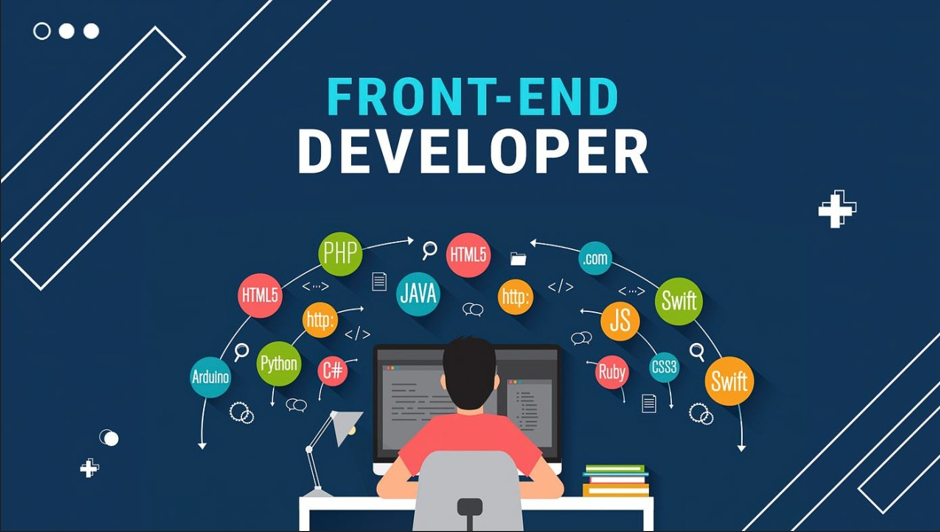 FRONT-END
DEVELOPER
PHP
HTML5
.com
HTML5
JAVA
http:
Swift
http:
JS
Arduino
Python
C#
Ruby
CSS3
Swift